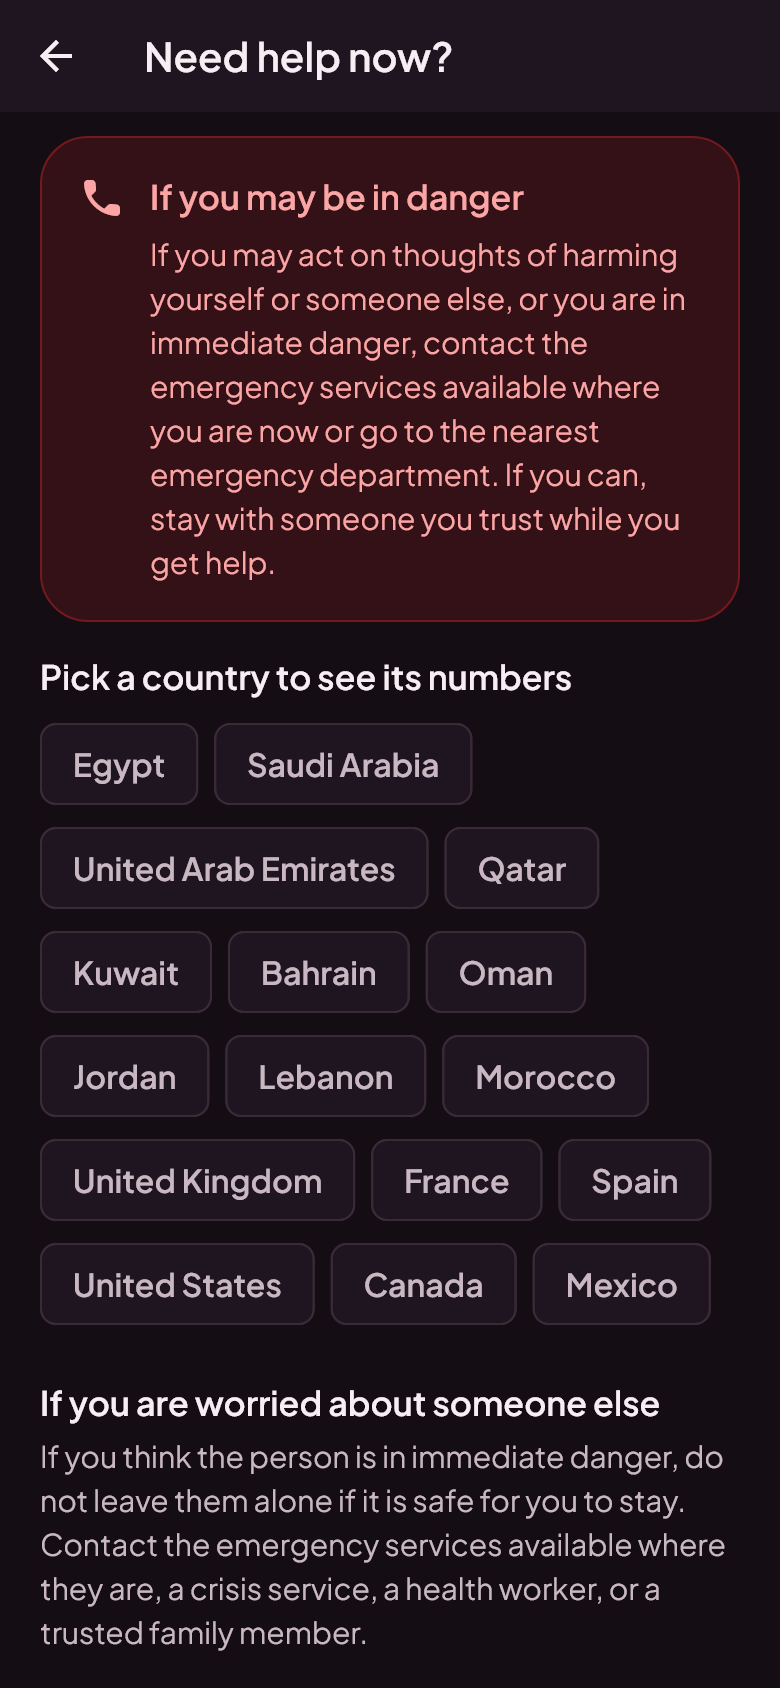 Need help now?
If you may be in danger
If you may act on thoughts of harming
yourself or someone else, or you are in
immediate danger, contact the
emergency services available where
you are now or go to the nearest
emergency department. If you can,
stay with someone you trust while you
get help.
Pick a country to see its numbers
Egypt Saudi Arabia
United Arab Emirates Qatar
Kuwait Bahrain Oman
Jordan Lebanon Morocco
United Kingdom France Spain
United States Canada Mexico
If you are worried about someone else
If you think the person is in immediate danger, do
not leave them alone if it is safe for you to stay.
Contact the emergency services available where
they are, a crisis service, a health worker, or a
trusted family member.